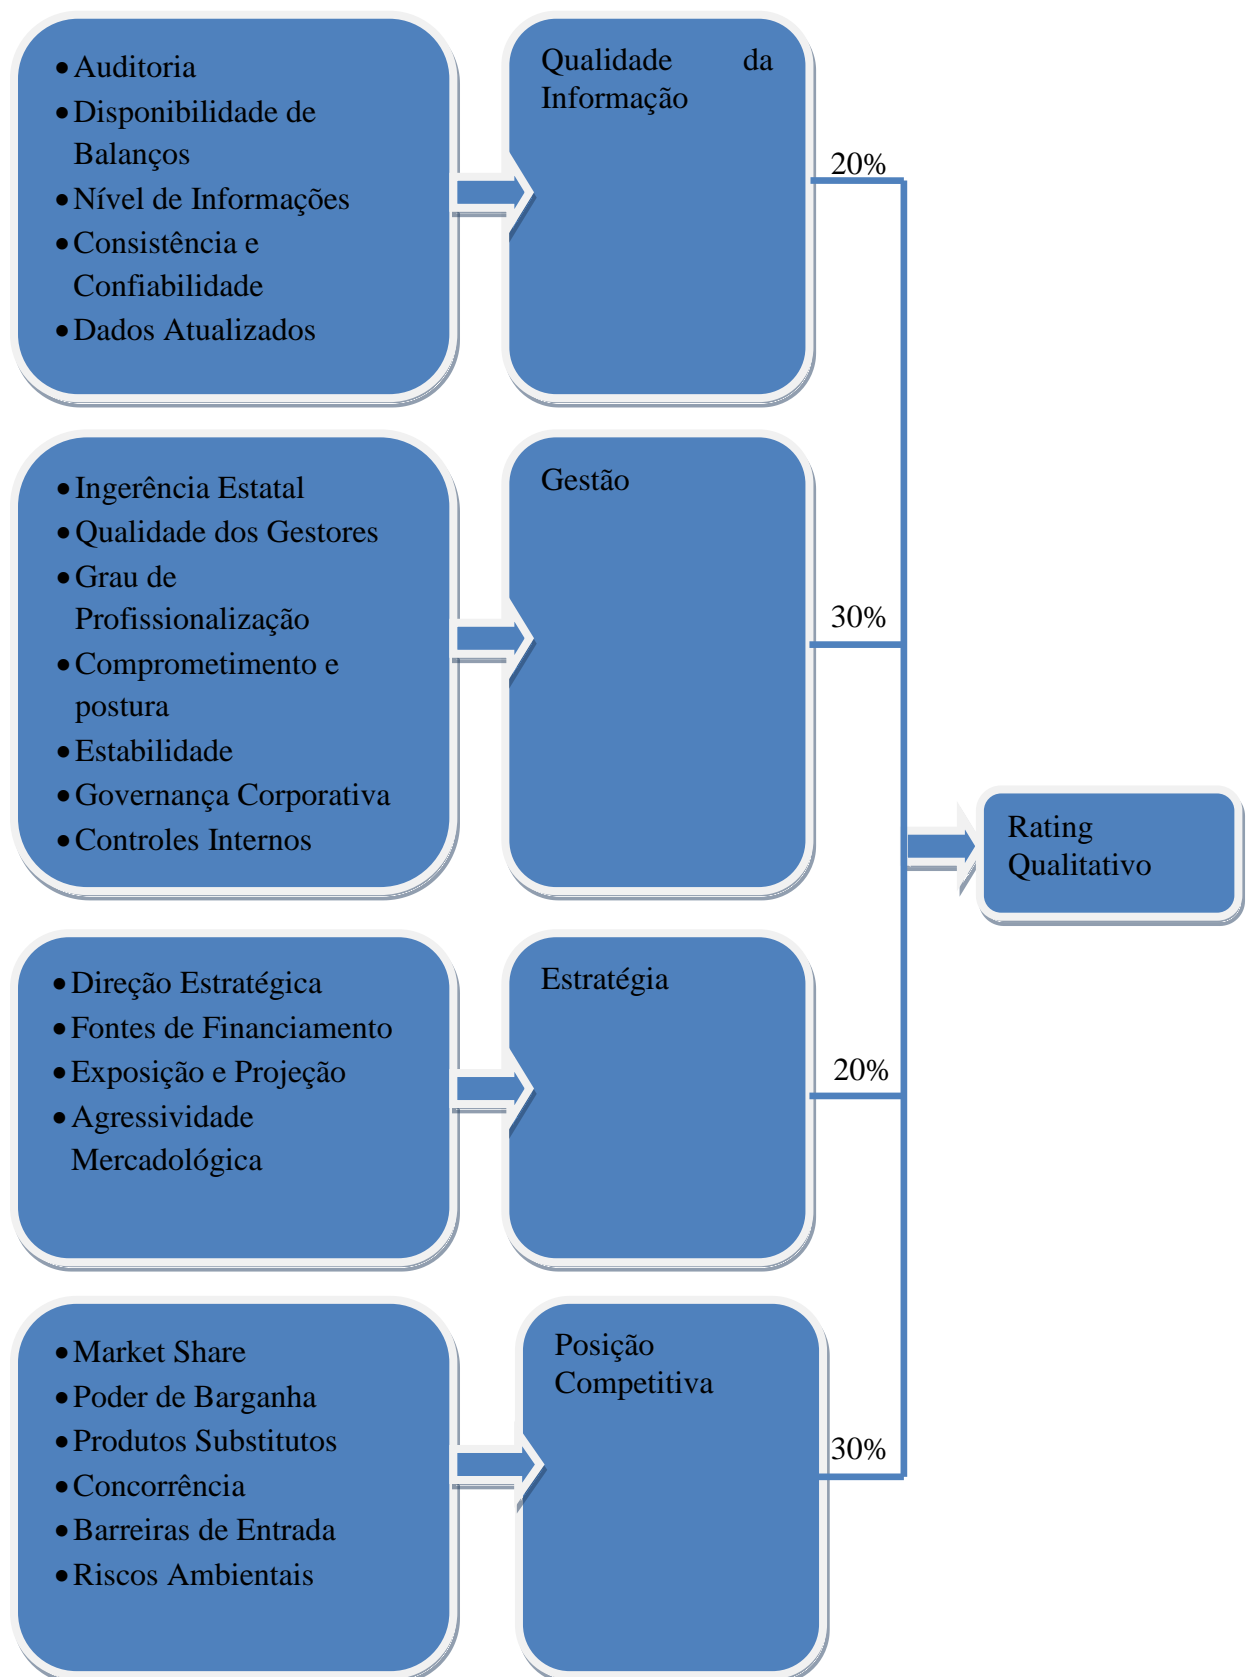 • Auditoria
• Disponibilidade de
Balanços
• Nível de Informações
• Consistência e
Confiabilidade
• Dados Atualizados
Qualidade da
Informação
20%
• Ingerência Estatal
• Qualidade dos Gestores
• Grau de
Profissionalização
• Comprometimento e
postura
• Estabilidade
• Governança Corporativa
• Controles Internos
Gestão
30%
• Direção Estratégica
• Fontes de Financiamento
• Exposição e Projeção
• Agressividade
Mercadológica
Estratégia
20%
• Market Share
• Poder de Barganha
• Produtos Substitutos
• Concorrência
• Barreiras de Entrada
• Riscos Ambientais
Posição
Competitiva
30%
Rating
Qualitativo